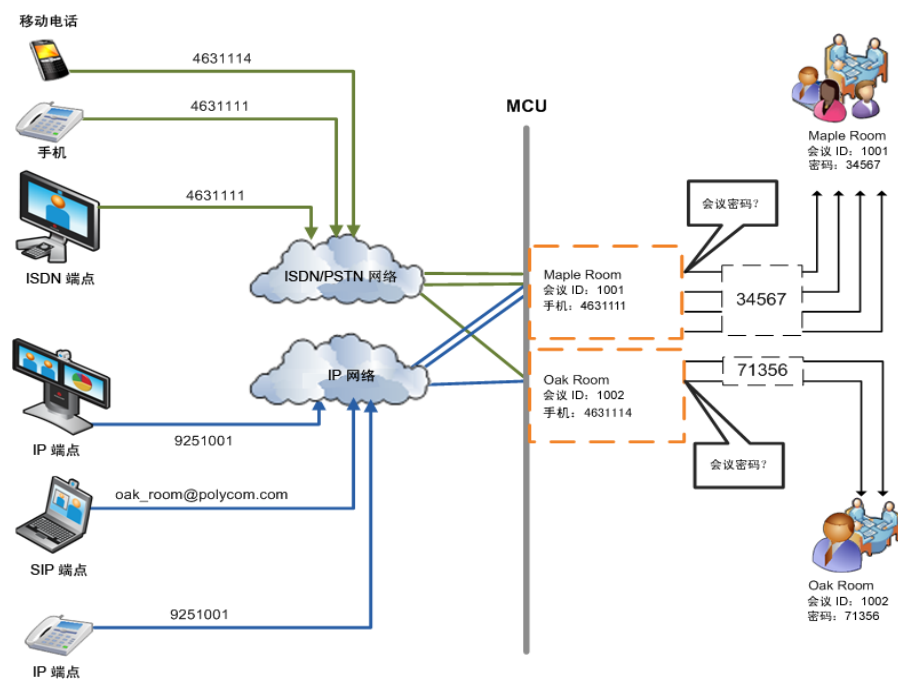 移动电话
4631114
4631111
手机
4631111
ISDN 端点
ISDN/PSTN 网络
IP 网络
IP 端点
9251001
oak_room@polycom.com
SIP 端点
9251001
IP 端点
MCU
Maple Room
会议 ID：1001
手机：4631111
Oak Room
会议 ID：1002
手机：4631114
会议密码？
34567
71356
会议密码？
Maple Room
会议 ID：1001
密码：34567
Oak Room
会议 ID：1002
密码：71356